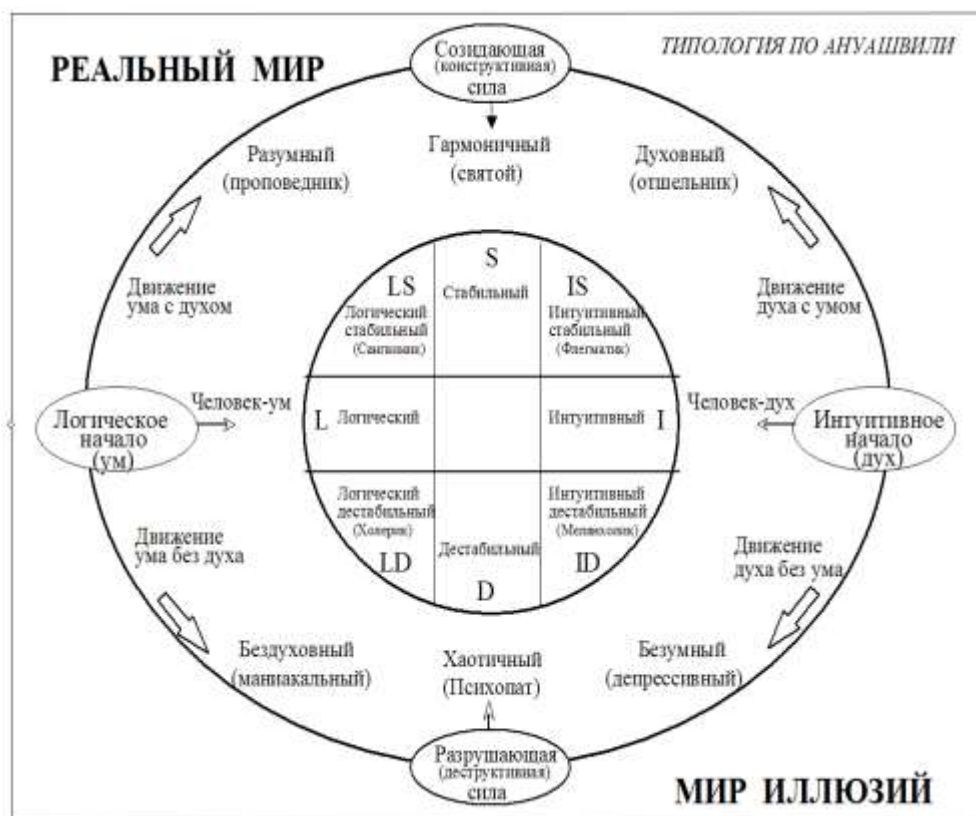 ТИПОЛОГИЯ ПО АНУАШВИЛИ
РЕАЛЬНЫЙ МИР
Созидающая
(конструктивная)
сила
Гармоничный
(святой)
Разумный
(проповедник)
Духовный
(отшельник)
Движение
ума с духом
Движение
духа с умом
S
Стабильный
LS
Логический
стабильный
(Сангвиник)
IS
Интуитивный
стабильный
(Флегматик)
Человек-ум
Логическое
начало
(ум)
L Логический
Интуитивный I
Человек-дух
Интуитивное
начало
(дух)
Логический
дестабильный
(Холерик)
LD
Дестабильный
D
Интуитивный
дестабильный
(Меланхолик)
ID
Движение
ума без духа
Движение
духа без ума
Бездуховный
(маниакальный)
Хаотичный
(Психопат)
Безумный
(депрессивный)
Разрушающая
(деструктивная)
сила
МИР ИЛЛЮЗИЙ